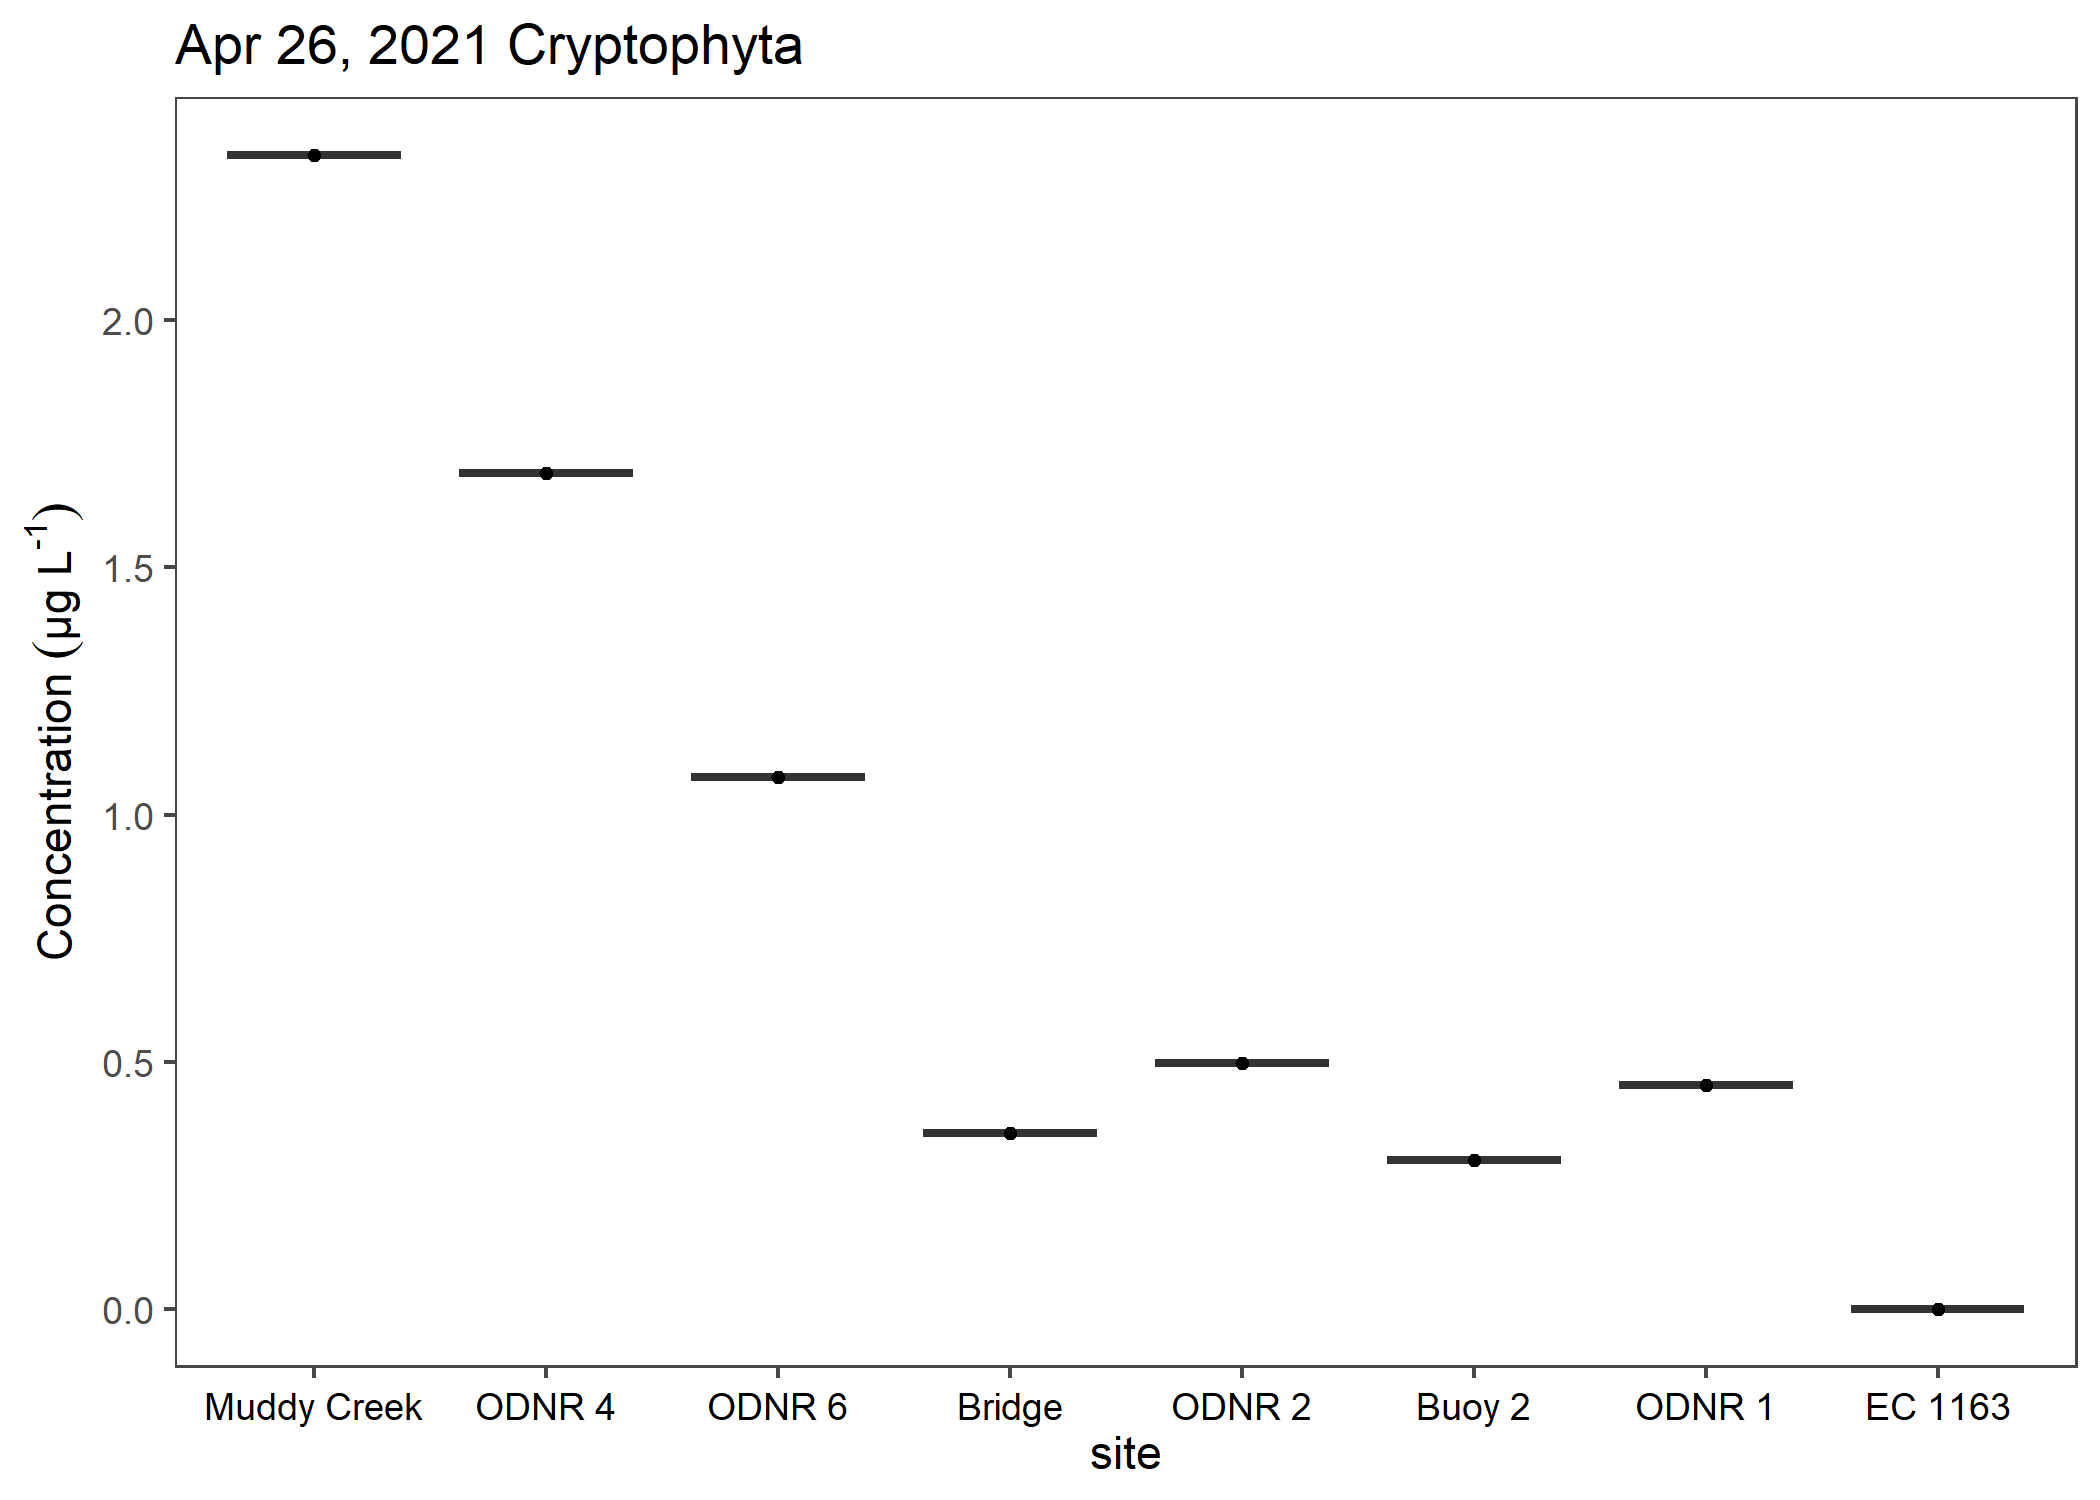 Apr 26, 2021 Cryptophyta
Concentration (µg L-1)
2.0
1.5
1.0
0.5
0.0
Muddy Creek ODNR 4 ODNR 6 Bridge ODNR 2 Buoy 2 ODNR 1 EC 1163
site